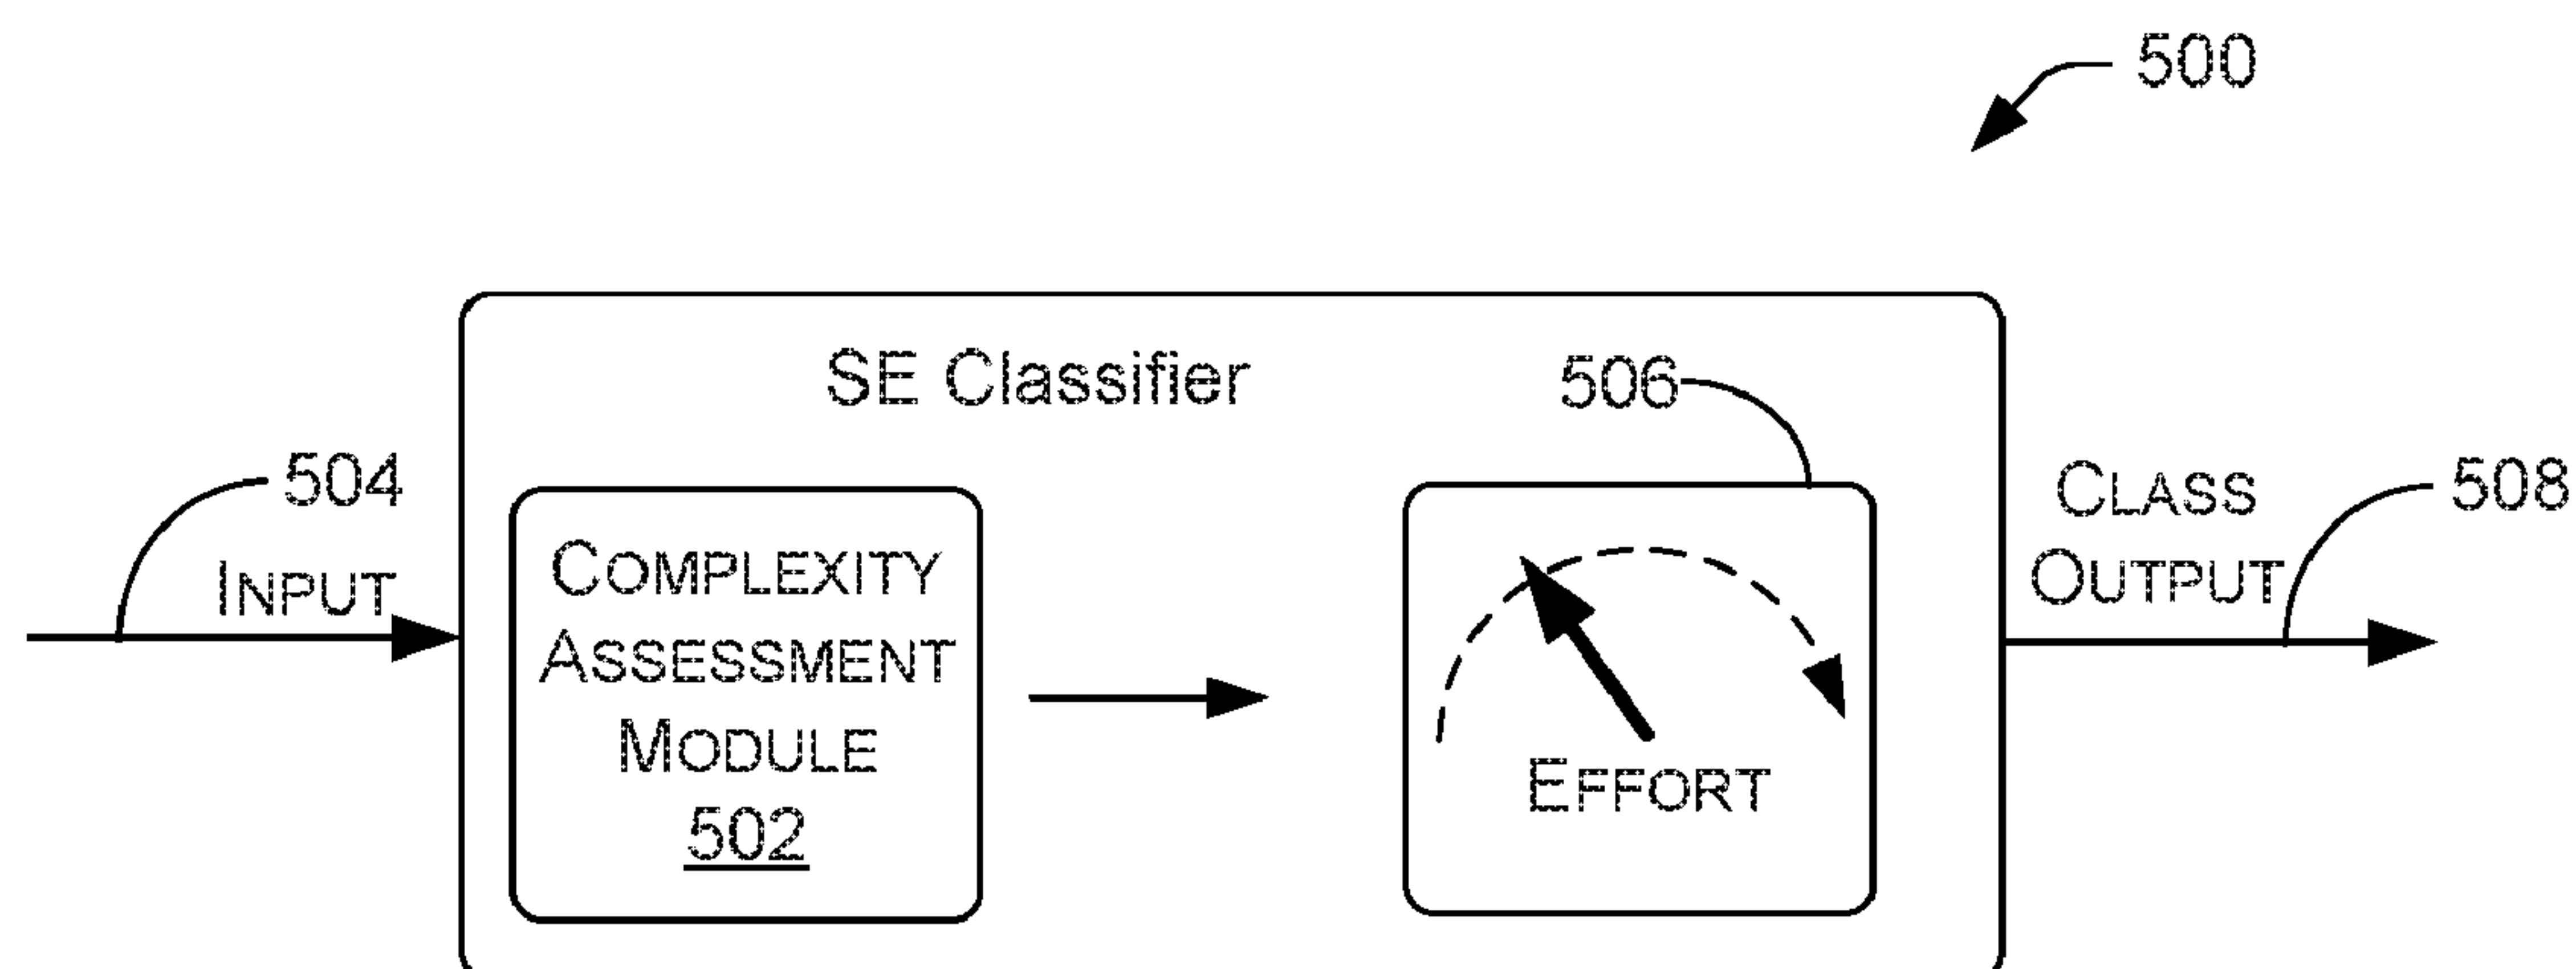 500
SE Classifier
506
504
INPUT
COMPLEXITY
ASSESSMENT
MODULE
502
EFFORT
CLASS
OUTPUT
508